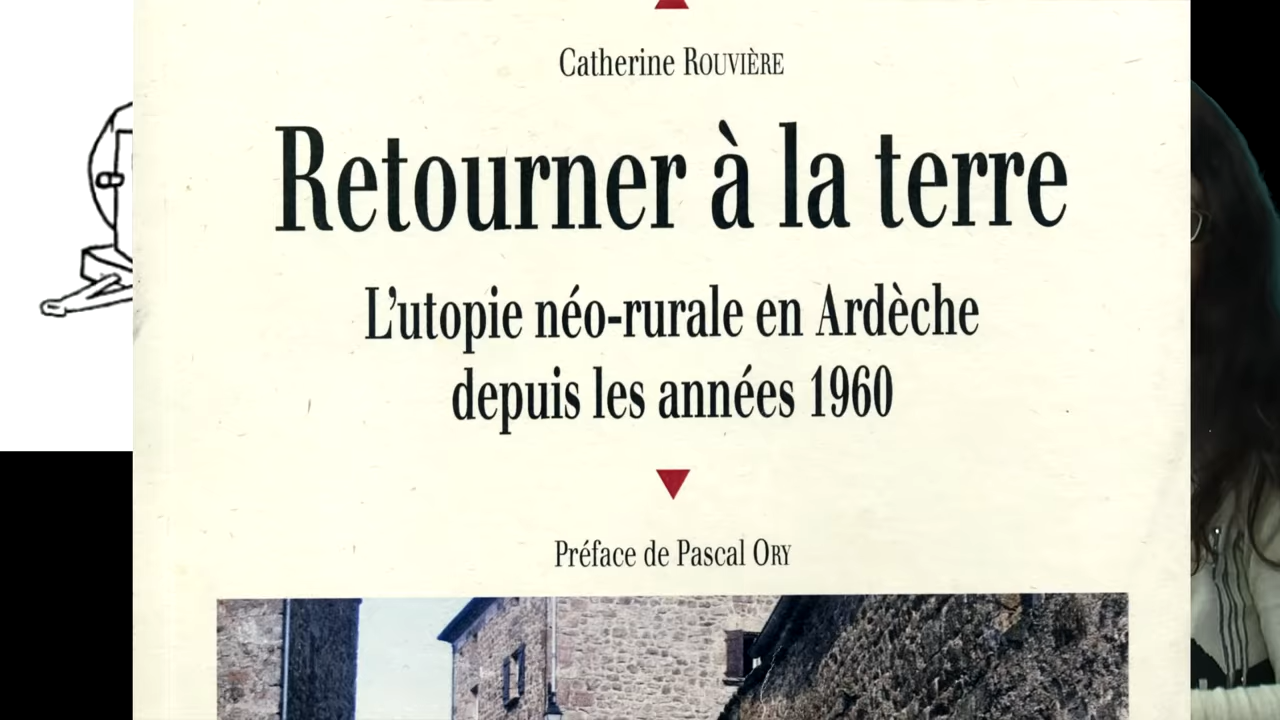 Catherine ROUVIÈRE
Retourner à la terre
L'utopie néo-rurale en Ardèche
depuis les années 1960
Préface de Pascal ORY